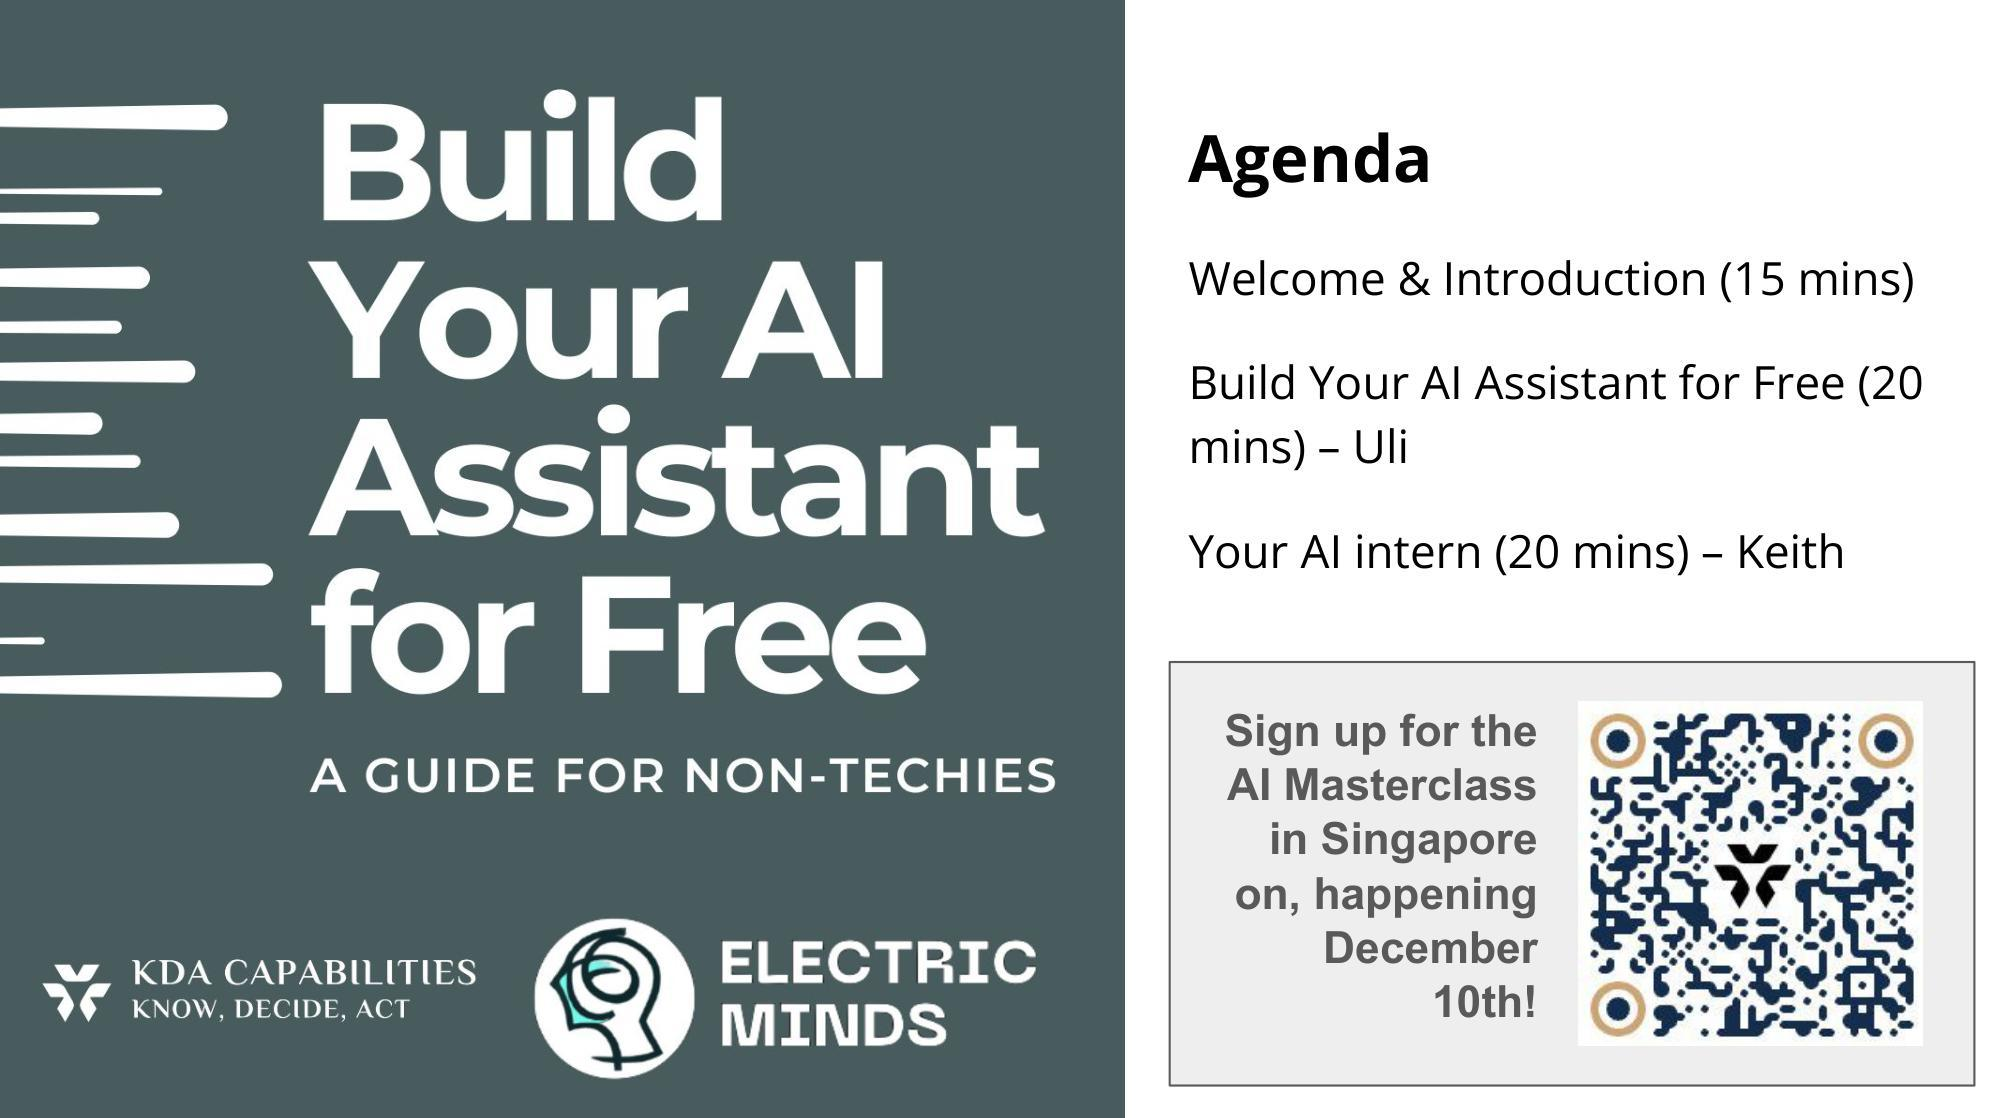 Build
Your AI
Assistant
for Free
A GUIDE FOR NON-TECHIES
KDA CAPABILITIES
KNOW, DECIDE, ACT
ELECTRIC
MINDS
Agenda
Welcome & Introduction (15 mins)
Build Your AI Assistant for Free (20
mins) – Uli
Your AI intern (20 mins) – Keith
Sign up for the
AI Masterclass
in Singapore
on, happening
December
10th!